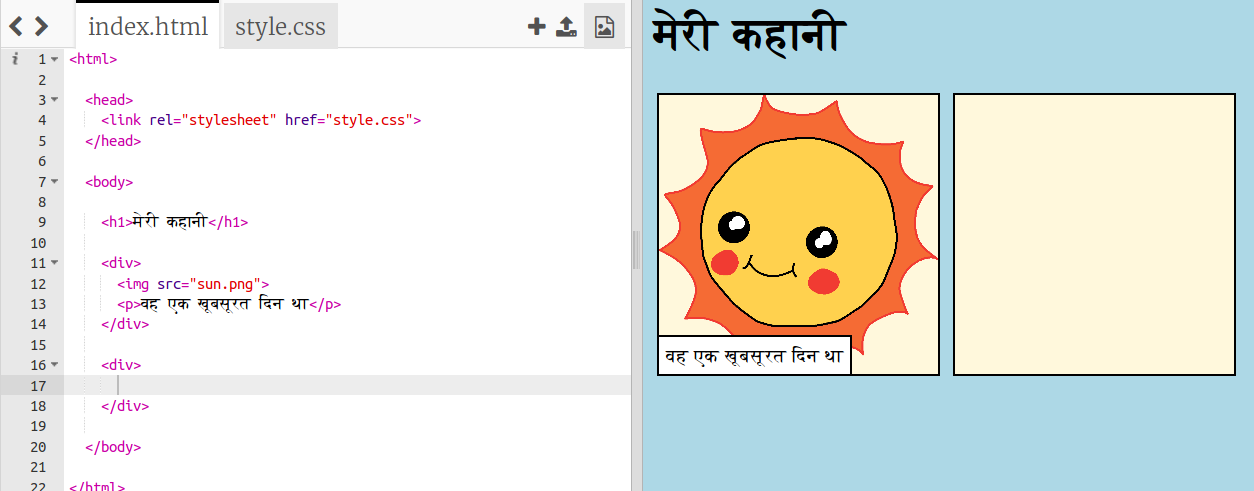 index.html style.css
i 1 <html>
2
3 <head>
4 <link rel="stylesheet" href="style.css">
5 </head>
6
7 <body>
8
9 <h1>मेरी कहानी</h1>
10
11 <div>
12 <img src="sun.png">
13 <p>वह एक खूबसूरत दिन था</p>
14 </div>
15
16 <div>
17
18 </div>
19
20 </body>
21
22 </html>
मेरी कहानी
वह एक खूबसूरत दिन था